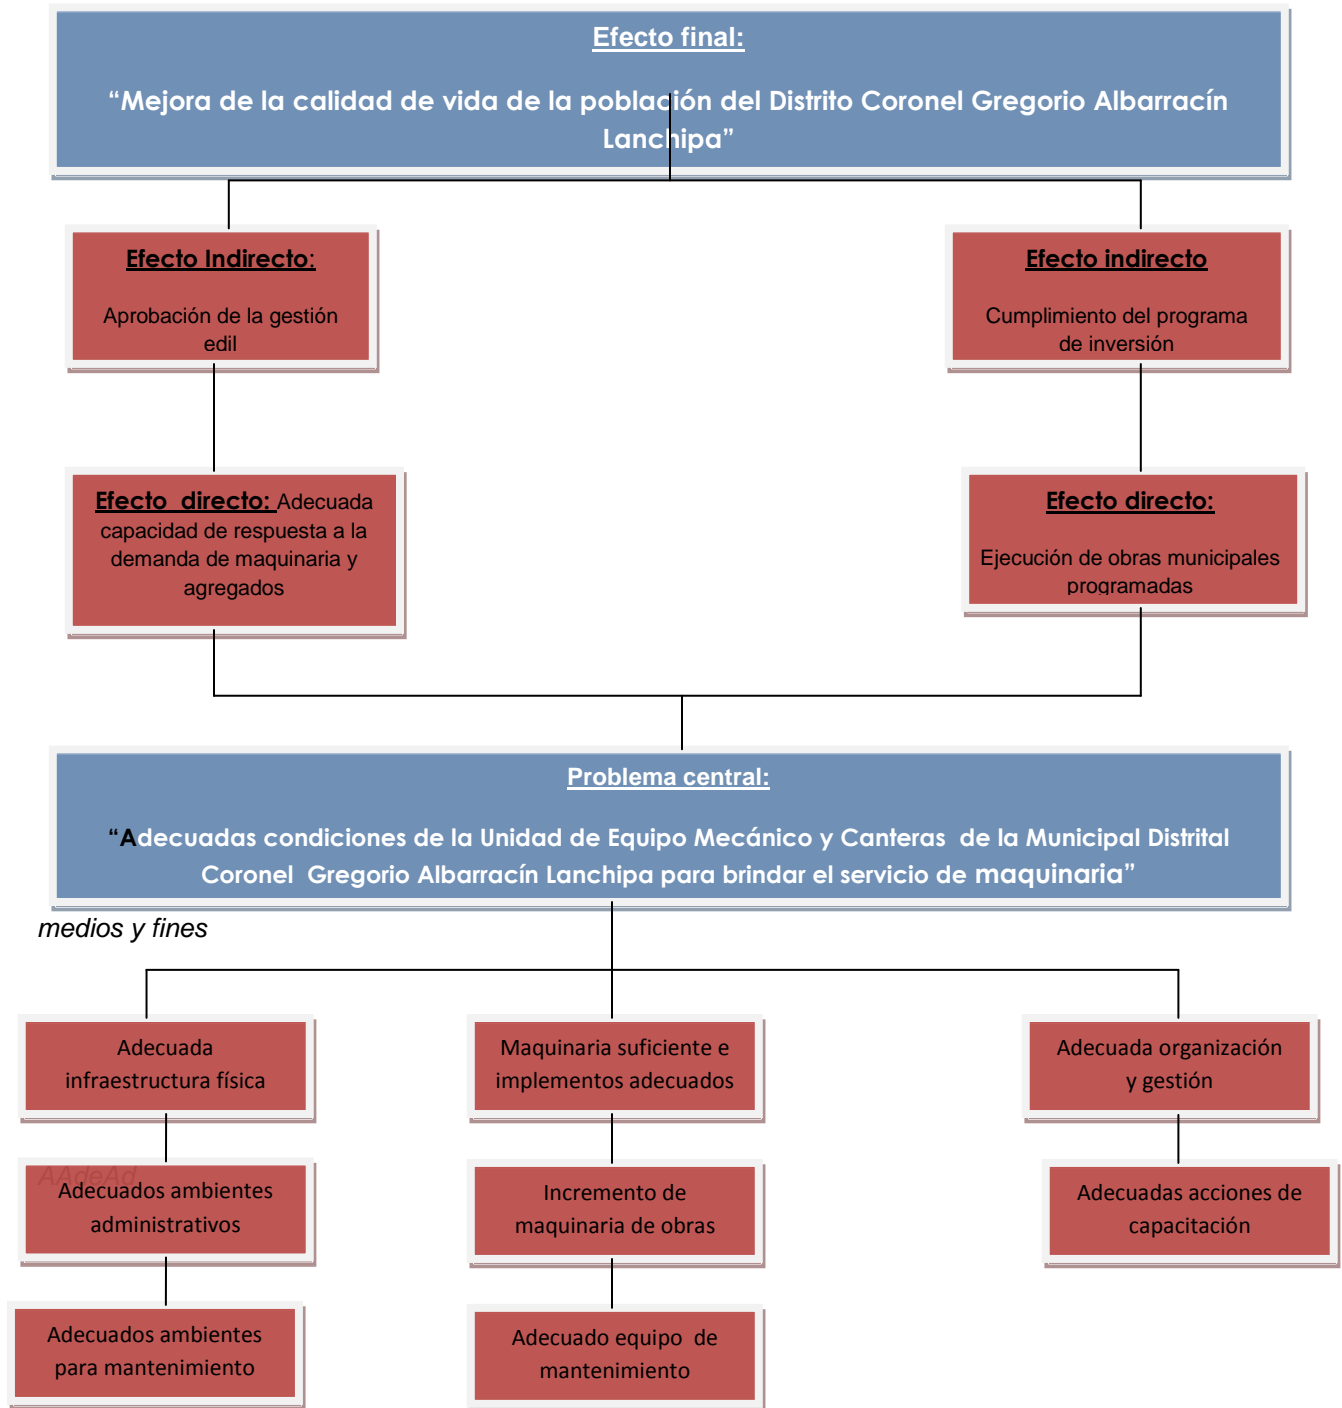 Efecto final:
“Mejora de la calidad de vida de la población del Distrito Coronel Gregorio Albarracín
Lanchipa”
Efecto Indirecto:
Aprobación de la gestión
edil
Efecto indirecto
Cumplimiento del programa
de inversión
Efecto directo: Adecuada
capacidad de respuesta a la
demanda de maquinaria y
agregados
Efecto directo:
Ejecución de obras municipales
programadas
Problema central:
“Adecuadas condiciones de la Unidad de Equipo Mecánico y Canteras de la Municipal Distrital
Coronel Gregorio Albarracín Lanchipa para brindar el servicio de maquinaria”
medios y fines
Adecuada
infraestructura física
Maquinaria suficiente e
implementos adecuados
Adecuada organización
y gestión
AAdeAd
Adecuados ambientes
administrativos
Incremento de
maquinaria de obras
Adecuadas acciones de
capacitación
Adecuados ambientes
para mantenimiento
Adecuado equipo de
mantenimiento